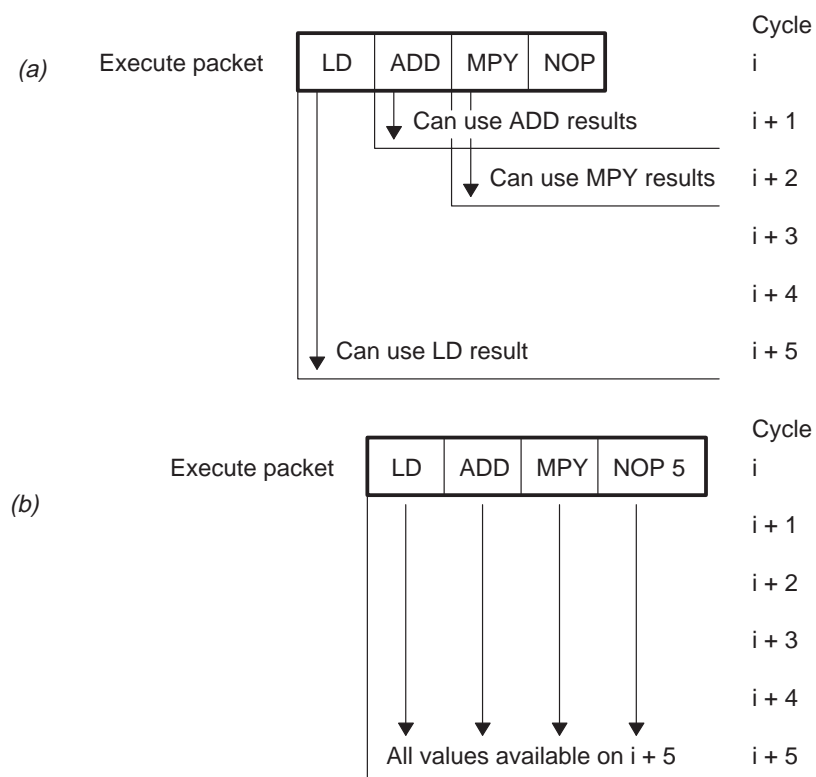 Cycle
(a) Execute packet LD ADD MPY NOP i
Can use ADD results i + 1
Can use MPY results i + 2
i + 3
i + 4
Can use LD result i + 5
Cycle
Execute packet LD ADD MPY NOP 5 i
(b)
i + 1
i + 2
i + 3
i + 4
All values available on i + 5 i + 5